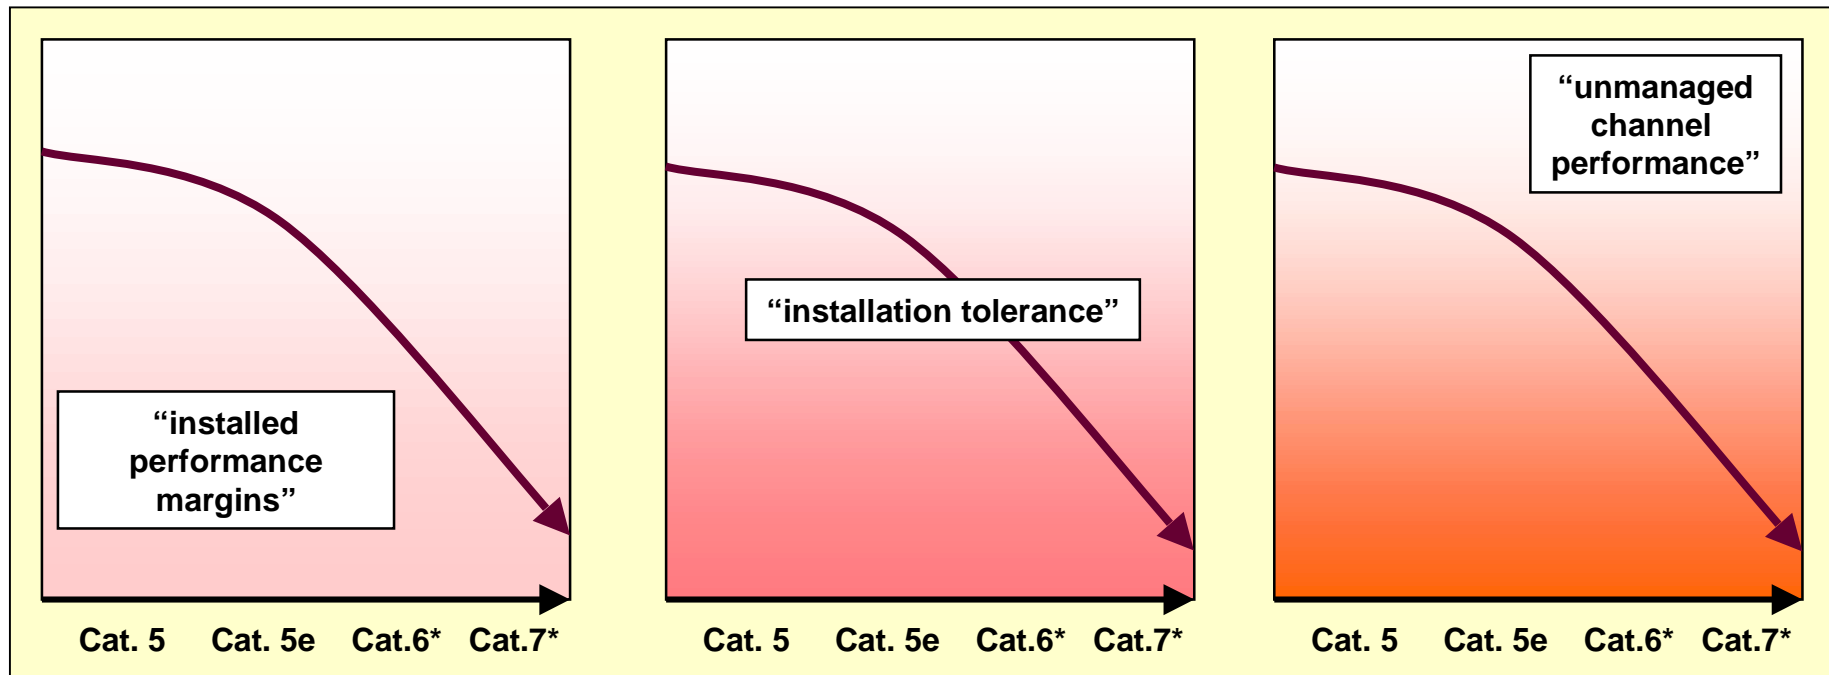 “installed
performance
margins”
Cat. 5 Cat. 5e Cat.6* Cat.7*
“installation tolerance”
Cat. 5 Cat. 5e Cat.6* Cat.7*
“unmanaged
channel
performance”
Cat. 5 Cat. 5e Cat.6* Cat.7*